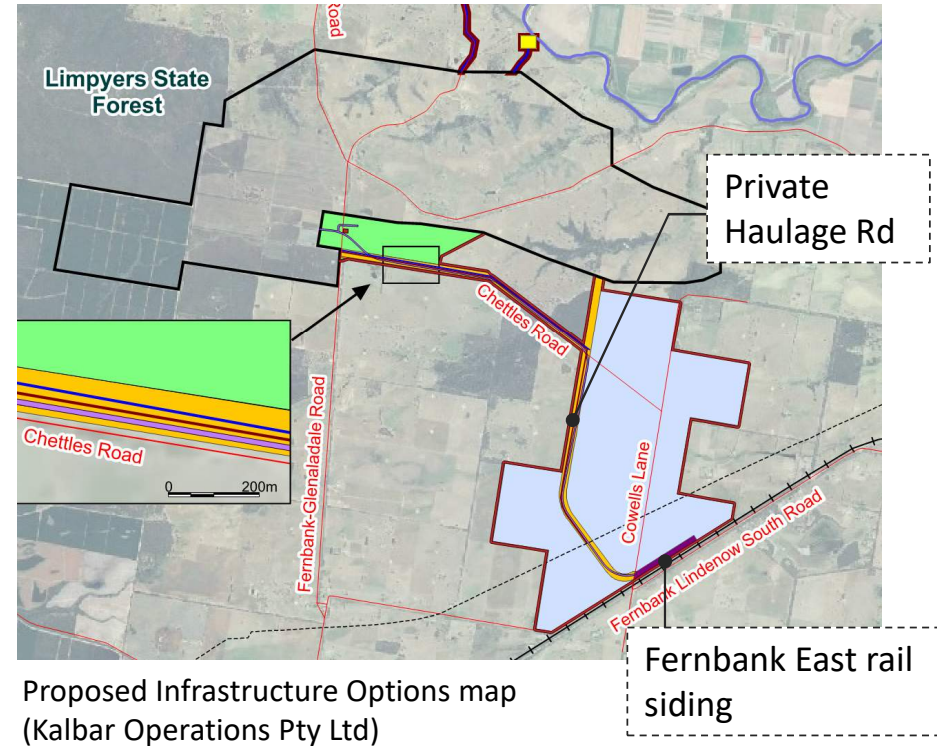 Road
Limpyers State
Forest
Private
Haulage Rd
Chettles Road
Chettles Road
0 200m
Fernbank-Glenaladale Road
Cowells Lane
Fernbank Lindenow South Road
Fernbank East rail
siding
Proposed Infrastructure Options map
(Kalbar Operations Pty Ltd)